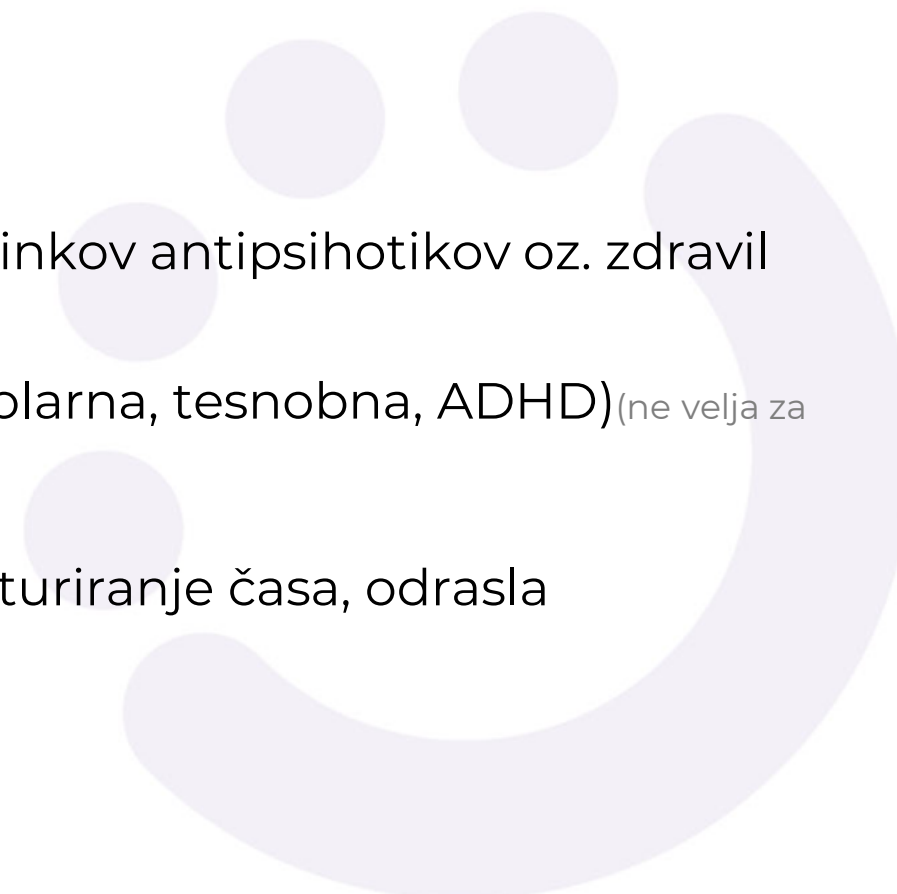 inkov antipsihotikov oz. zdravil
olarna, tesnobna, ADHD)(ne velja za
turiranje časa, odrasla